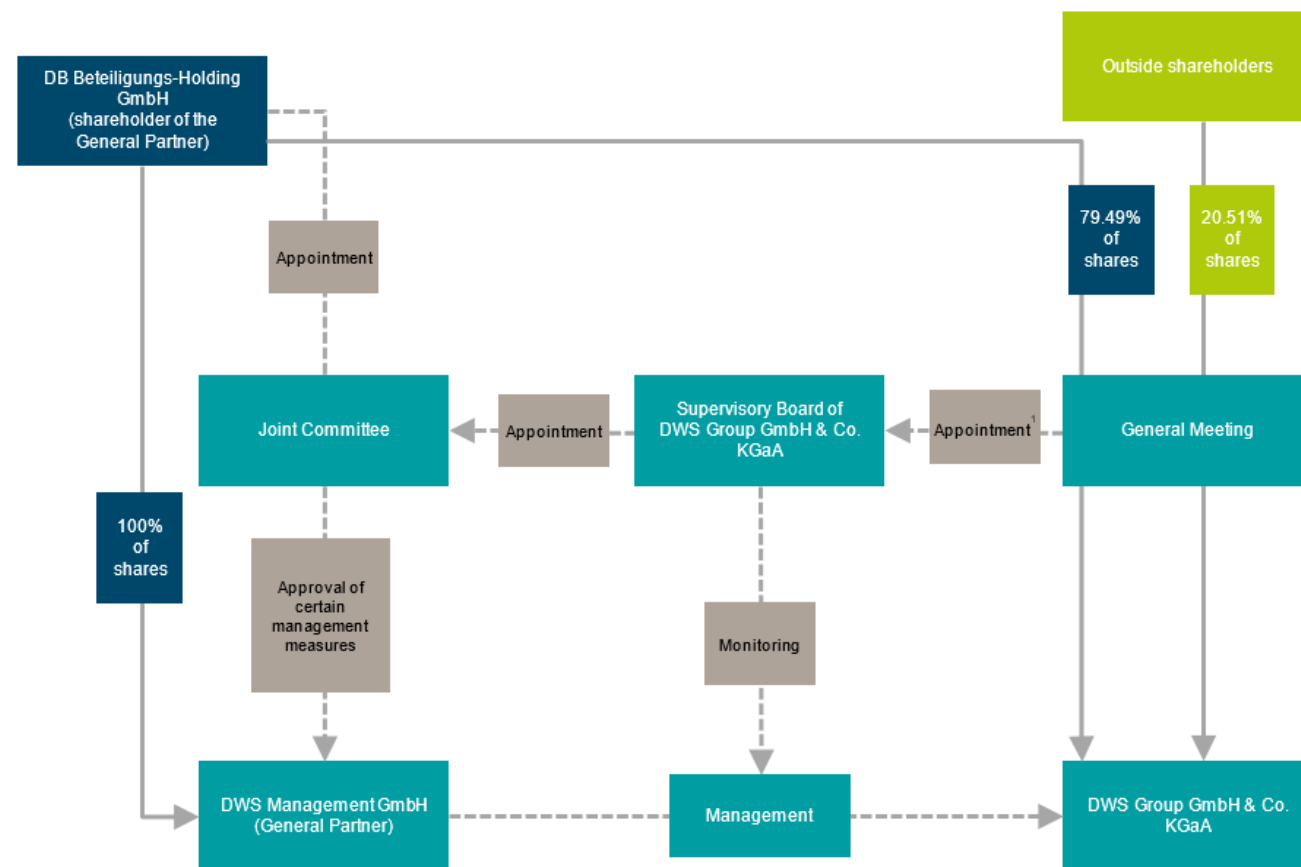 DB Beteiligungs-Holding
GmbH
(shareholder of the
General Partner)
Outside shareholders
79.49%
of
shares
20.51%
of
shares
Appointment
Joint Committee
Appointment
Supervisory Board of
DWS Group GmbH & Co.
KGaA
Appointment¹
General Meeting
100%
of
shares
Approval of
certain
management
measures
Monitoring
DWS Management GmbH
(General Partner)
Management
DWS Group GmbH & Co.
KGaA